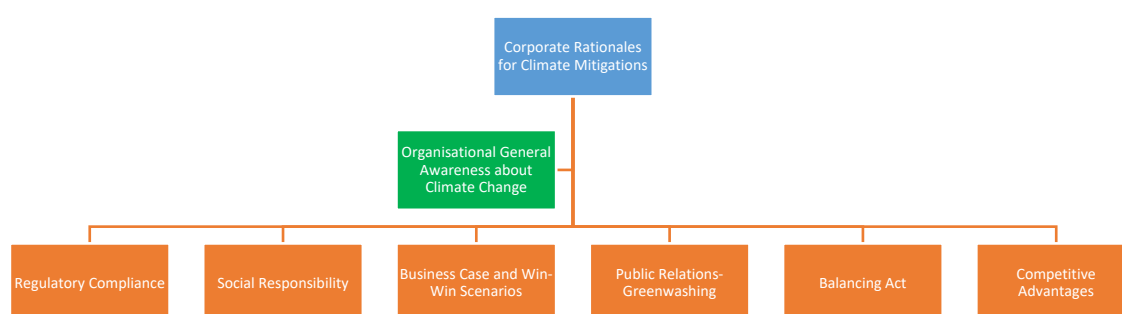 Corporate Rationales
for Climate Mitigations
Organisational General
Awareness about
Climate Change
Regulatory Compliance
Social Responsibility
Business Case and Win-
Win Scenarios
Public Relations-
Greenwashing
Balancing Act
Competitive
Advantages